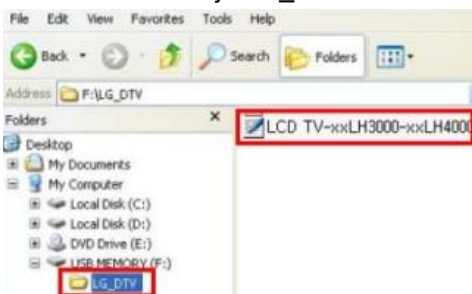 File Edit View Favorites Tools Help
Back Search Folders
Address F:\LG_DTV
Folders × LCD TV-xxLH3000-xxLH4000
Desktop
My Documents
My Computer
Local Disk (C:)
Local Disk (D:)
DVD Drive (E:)
USB MEMORY (F:)
LG_DTV